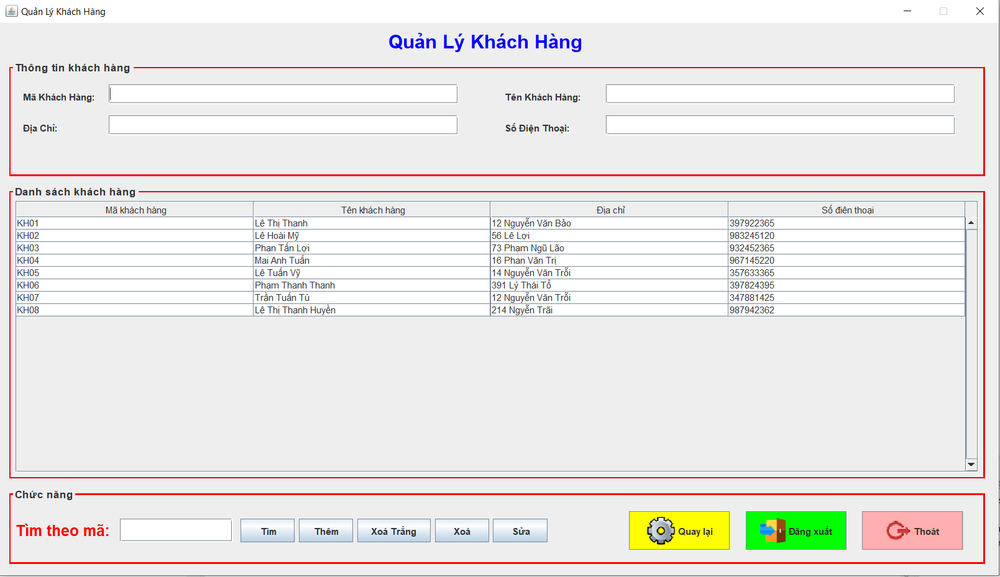 Quản Lý Khách Hàng
Quản Lý Khách Hàng
Thông tin khách hàng
Mã Khách Hàng: Tên Khách Hàng:
Địa Chỉ: Số Điện Thoại:
Danh sách khách hàng
Mã khách hàng Tên khách hàng Địa chỉ Số điên thoại
KH01 Lê Thị Thanh 12 Nguyễn Văn Bảo 397922365
KH02 Lê Hoài Mỹ 56 Lê Lợi 983245120
KH03 Phan Tấn Lợi 73 Phạm Ngũ Lão 932452365
KH04 Mai Anh Tuấn 16 Phan Văn Trị 967145220
KH05 Lê Tuấn Vỹ 14 Nguyễn Văn Trỗi 357633365
KH06 Phạm Thanh Thanh 391 Lý Thái Tổ 397824395
KH07 Trần Tuấn Tú 12 Nguyễn Văn Trỗi 347881425
KH08 Lê Thị Thanh Huyền 214 Ngyễn Trãi 987942362
Chức năng
Tìm theo mã: Tìm Thêm Xoá Trắng Xoá Sửa Quay lại Đăng xuất Thoát